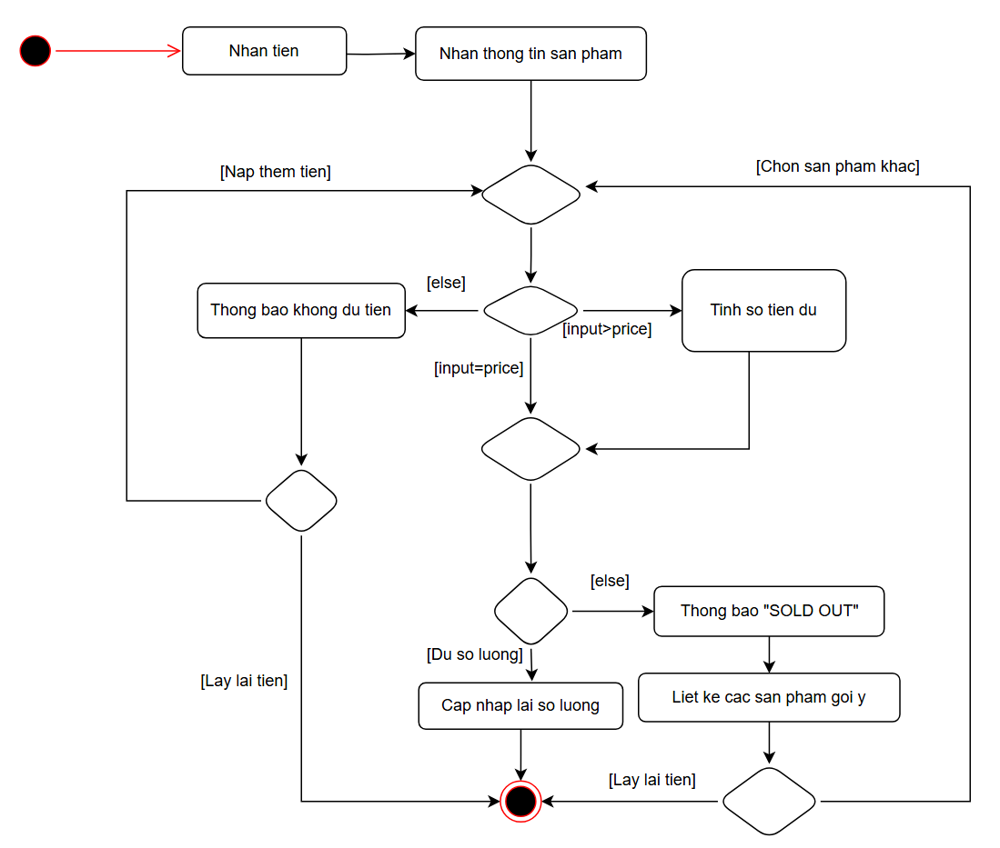 Nhan tien
Nhan thong tin san pham
[Nap them tien]
[Chon san pham khac]
[else]
Thong bao khong du tien
Tinh so tien du
[input>price]
[input=price]
[else]
Thong bao "SOLD OUT"
[Du so luong]
[Lay lai tien]
Cap nhap lai so luong
Liet ke cac san pham goi y
[Lay lai tien]